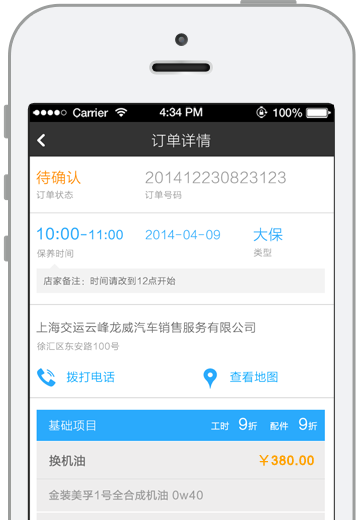 Carrier 4:34 PM 100%
订单详情
待确认 201412230823123
订单状态 订单号码
10:00-11:00 2014-04-09 大保
保养时间 类型
店家备注：时间请改到12点开始
上海交运云峰龙威汽车销售服务有限公司
徐汇区东安路100号
拨打电话 查看地图
基础项目 工时 9折 配件 9折
换机油 ￥380.00
金装美孚1号全合成机油 0w40